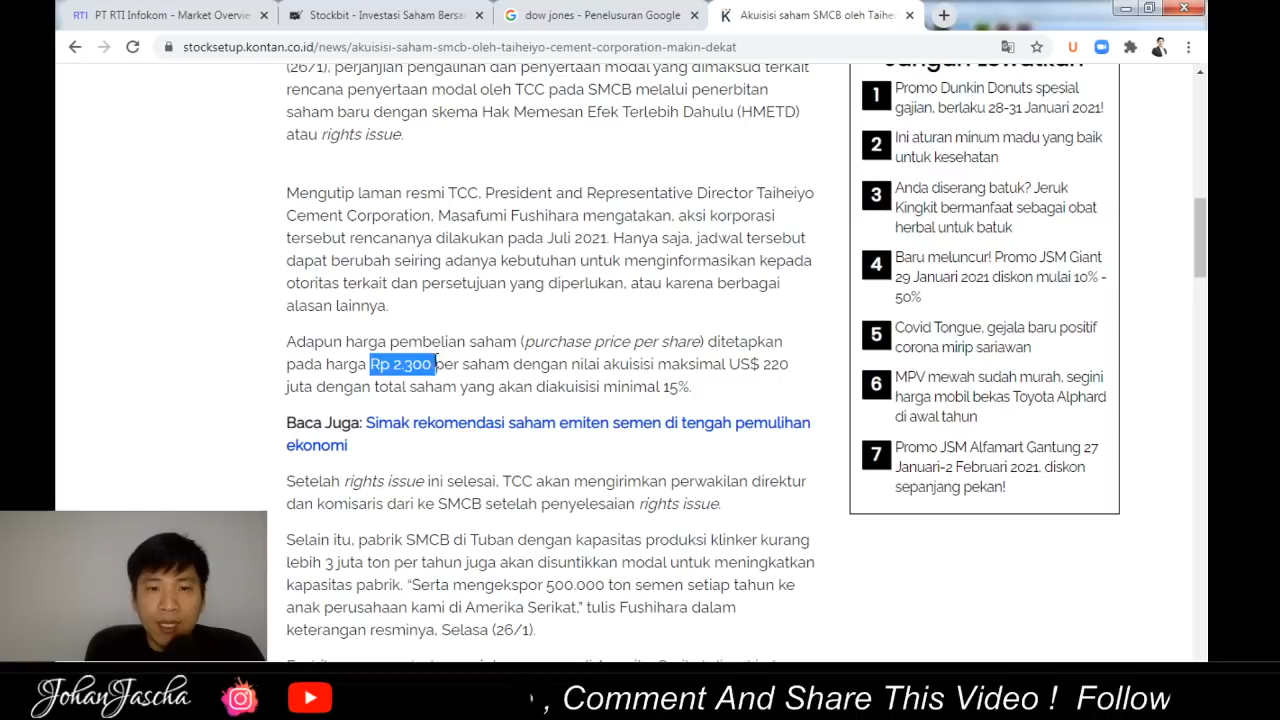 RTI PT RTI Infokom - Market Overvie
Stockbit - Investasi Saham Bersa
dow jones - Penelusuran Google
Akuisisi saham SMCB oleh Taihe
stocksetup.kontan.co.id/news/akuisisi-saham-smcb-oleh-taiheiyo-cement-corporation-makin-dekat
(26/1), perjanjian pengalihan dan penyertaan modal yang dimaksud terkait
rencana penyertaan modal oleh TCC pada SMCB melalui penerbitan
saham baru dengan skema Hak Memesan Efek Terlebih Dahulu (HMETD)
atau rights issue.
Mengutip laman resmi TCC, President and Representative Director Taiheiyo
Cement Corporation, Masafumi Fushihara mengatakan, aksi korporasi
tersebut rencananya dilakukan pada Juli 2021. Hanya saja, jadwal tersebut
dapat berubah seiring adanya kebutuhan untuk menginformasikan kepada
otoritas terkait dan persetujuan yang diperlukan, atau karena berbagai
alasan lainnya.
Adapun harga pembelian saham (purchase price per share) ditetapkan
pada harga Rp 2.300 per saham dengan nilai akuisisi maksimal US$ 220
juta dengan total saham yang akan diakuisisi minimal 15%.
Baca Juga: Simak rekomendasi saham emiten semen di tengah pemulihan
ekonomi
Setelah rights issue ini selesai, TCC akan mengirimkan perwakilan direktur
dan komisaris dari ke SMCB setelah penyelesaian rights issue.
Selain itu, pabrik SMCB di Tuban dengan kapasitas produksi klinker kurang
lebih 3 juta ton per tahun juga akan disuntikkan modal untuk meningkatkan
kapasitas pabrik. “Serta mengekspor 500.000 ton semen setiap tahun ke
anak perusahaan kami di Amerika Serikat,” tulis Fushihara dalam
keterangan resminya, Selasa (26/1).
Jangan Lewatkan
1 Promo Dunkin Donuts spesial
gajian, berlaku 28-31 Januari 2021!
2 Ini aturan minum madu yang baik
untuk kesehatan
3 Anda diserang batuk? Jeruk
Kingkit bermanfaat sebagai obat
herbal untuk batuk
4 Baru meluncur! Promo JSM Giant
29 Januari 2021 diskon mulai 10% -
50%
5 Covid Tongue, gejala baru positif
corona mirip sariawan
6 MPV mewah sudah murah, segini
harga mobil bekas Toyota Alphard
di awal tahun
7 Promo JSM Alfamart Gantung 27
Januari-2 Februari 2021, diskon
sepanjang pekan!
JohanJascha
, Comment And Share This Video ! Follow